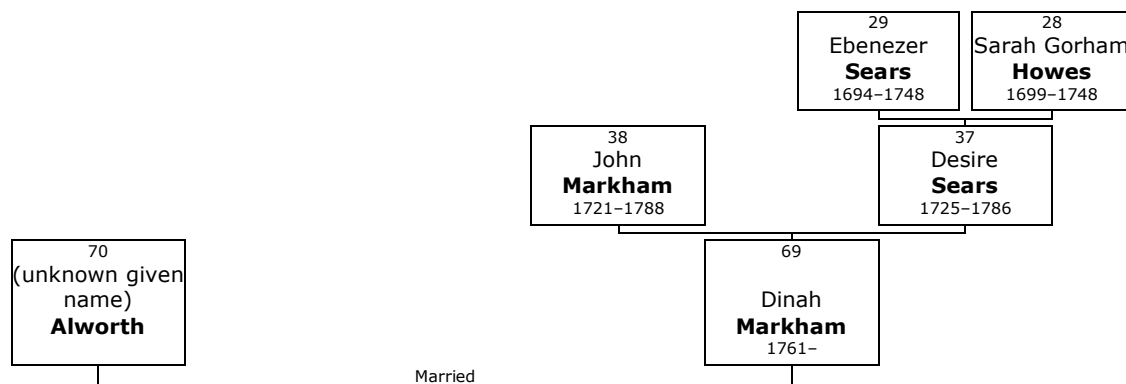 29
Ebenezer
Sears
1694–1748
28
Sarah Gorham
Howes
1699–1748
38
John
Markham
1721–1788
37
Desire
Sears
1725–1786
70
(unknown given
name)
Alworth
69
Dinah
Markham
1761–
Married